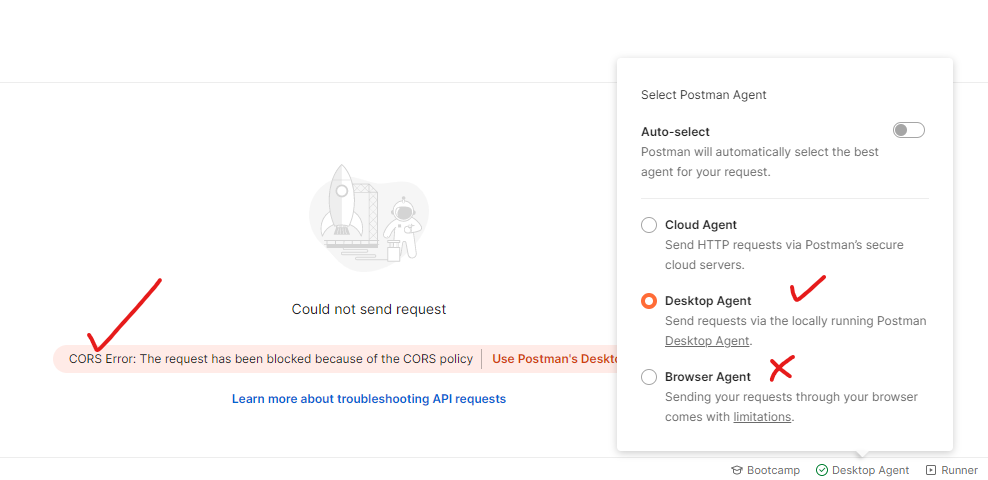 Select Postman Agent
Auto-select
Postman will automatically select the best
agent for your request.
Cloud Agent
Send HTTP requests via Postman's secure
cloud servers.
Desktop Agent
Send requests via the locally running Postman
Desktop Agent.
Browser Agent
Sending your requests through your browser
comes with limitations.
Could not send request
CORS Error: The request has been blocked because of the CORS policy
Use Postman's Deskto
Learn more about troubleshooting API requests
Bootcamp
Desktop Agent
Runner